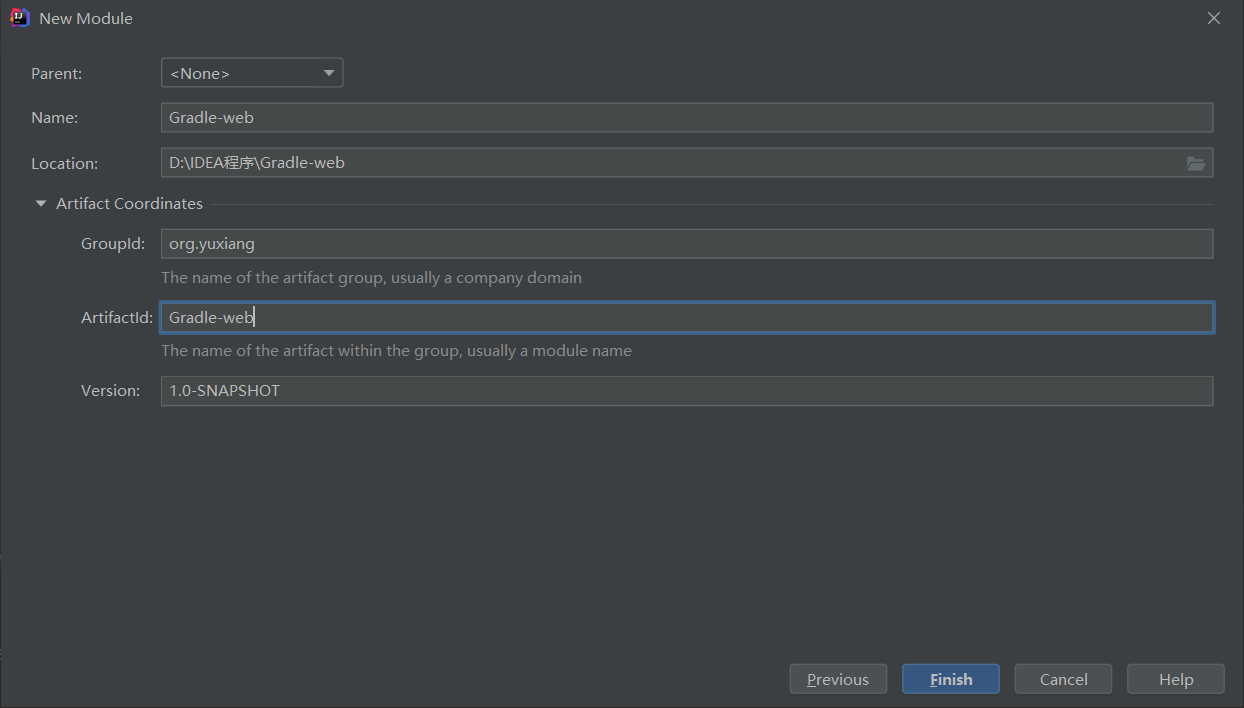 New Module
Parent: <None>
Name: Gradle-web
Location: D:\IDEA程序\Gradle-web
Artifact Coordinates
GroupId: org.yuxiang
The name of the artifact group, usually a company domain
ArtifactId: Gradle-web
The name of the artifact within the group, usually a module name
Version: 1.0-SNAPSHOT
Previous Finish Cancel Help